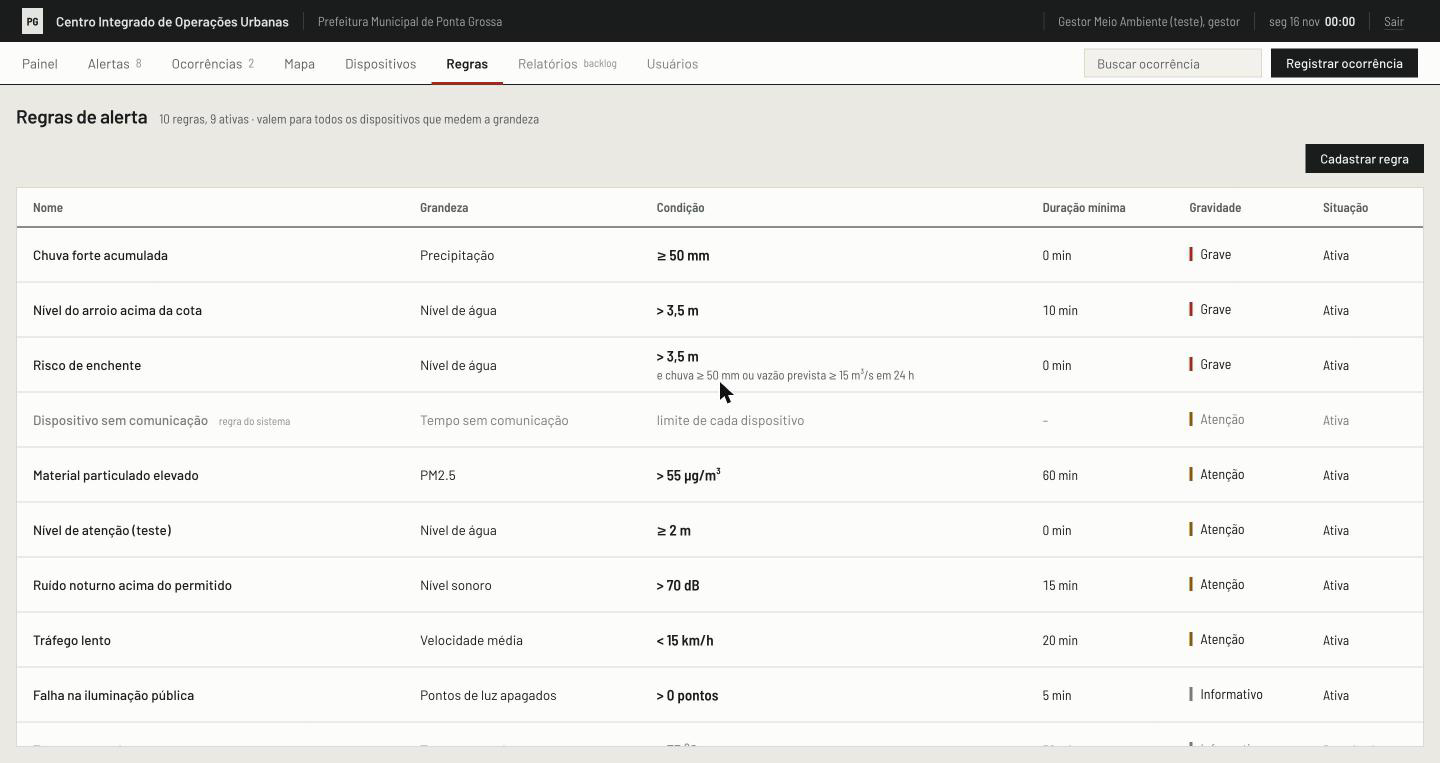 PG Centro Integrado de Operações Urbanas Prefeitura Municipal de Ponta Grossa Gestor Meio Ambiente (teste), gestor seg 16 nov 00:00 Sair
Painel Alertas 8 Ocorrências 2 Mapa Dispositivos Regras Relatórios backlog Usuários Buscar ocorrência Registrar ocorrência
Regras de alerta 10 regras, 9 ativas · valem para todos os dispositivos que medem a grandeza
Cadastrar regra
Nome Grandeza Condição Duração mínima Gravidade Situação
Chuva forte acumulada Precipitação ≥ 50 mm 0 min Grave Ativa
Nível do arroio acima da cota Nível de água > 3,5 m 10 min Grave Ativa
Risco de enchente Nível de água > 3,5 m 0 min Grave Ativa
e chuva ≥ 50 mm ou vazão prevista ≥ 15 m³/s em 24 h
Dispositivo sem comunicação regra do sistema Tempo sem comunicação limite de cada dispositivo – Atenção Ativa
Material particulado elevado PM2.5 > 55 µg/m³ 60 min Atenção Ativa
Nível de atenção (teste) Nível de água ≥ 2 m 0 min Atenção Ativa
Ruído noturno acima do permitido Nível sonoro > 70 dB 15 min Atenção Ativa
Tráfego lento Velocidade média < 15 km/h 20 min Atenção Ativa
Falha na iluminação pública Pontos de luz apagados > 0 pontos 5 min Informativo Ativa